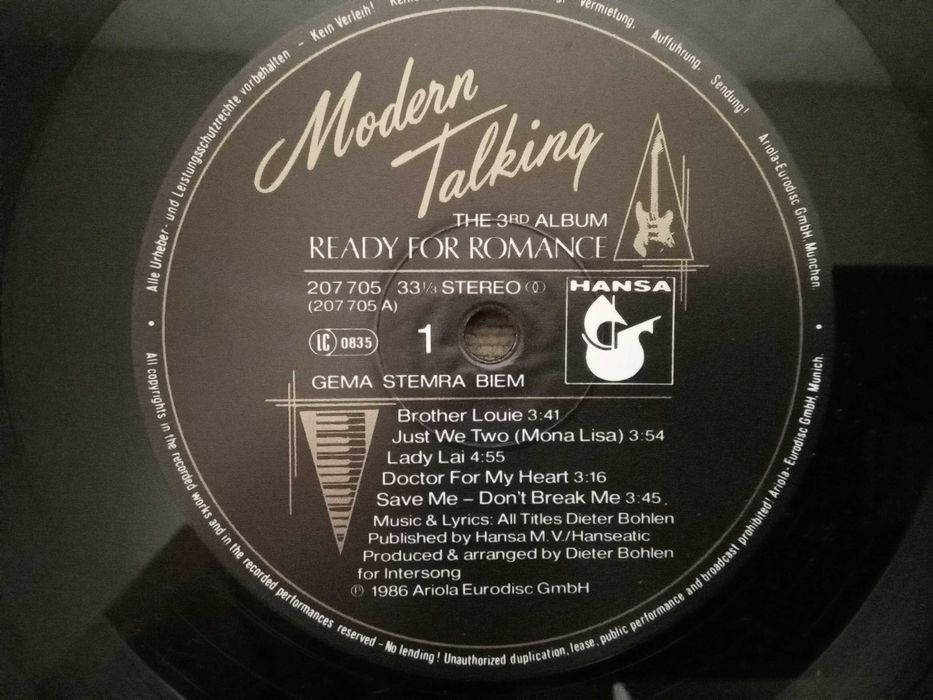 Alle Urheber- und Leistungsschutzrechte vorbehalten – Kein Verleih!
Vermietung, Aufführung, Sendung!
Ariola-Eurodisc GmbH, München
Modern
Talking
THE 3RD ALBUM
READY FOR ROMANCE
207 705 33⅓ STEREO
(207 705 A)
HANSA
LC 0835
1
GEMA STEMRA BIEM
Brother Louie 3:41
Just We Two (Mona Lisa) 3:54
Lady Lai 4:55
Doctor For My Heart 3:16
Save Me – Don't Break Me 3:45
Music & Lyrics: All Titles Dieter Bohlen
Published by Hansa M.V./Hanseatic
Produced & arranged by Dieter Bohlen
for Intersong
Ⓟ 1986 Ariola Eurodisc GmbH
All copyrights in the recorded works and in the recorded performances reserved – No lending! Unauthorized duplication, lease, public performance and broadcast prohibited! Ariola-Eurodisc GmbH, Munich.